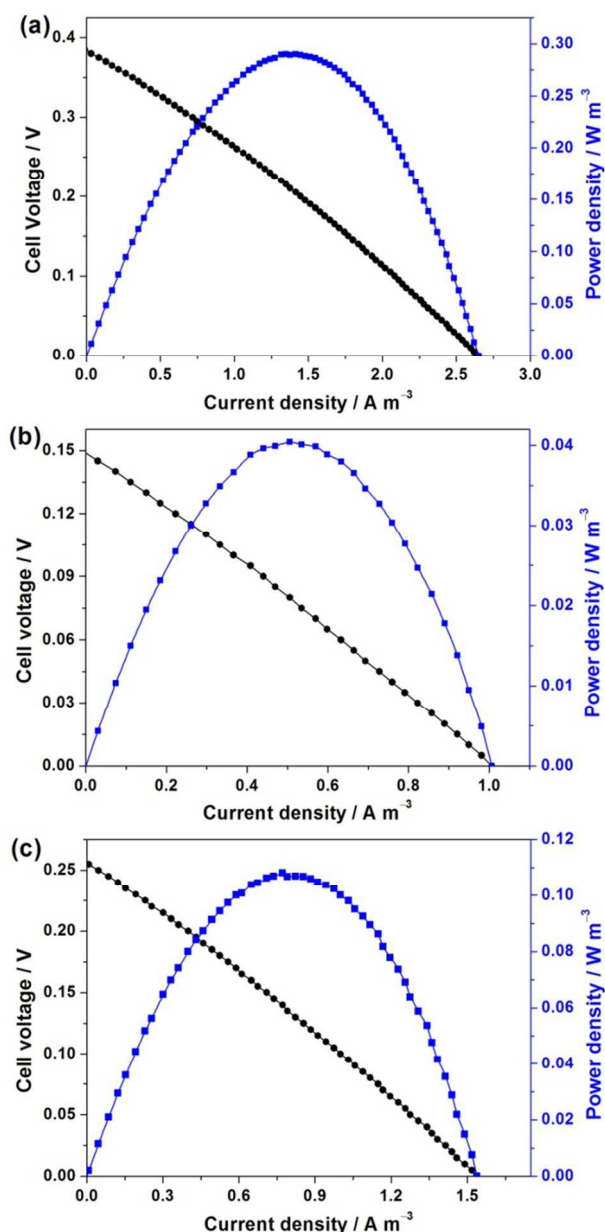 (a)
0.4
0.3
0.2
0.1
0.0
Cell Voltage / V
0.30
0.25
0.20
0.15
0.10
0.05
0.00
Power density / W m⁻³
0.0 0.5 1.0 1.5 2.0 2.5 3.0
Current density / A m⁻³
(b)
0.15
0.12
0.09
0.06
0.03
0.00
Cell voltage / V
0.04
0.03
0.02
0.01
0.00
Power density / W m⁻³
0.0 0.2 0.4 0.6 0.8 1.0
Current density / A m⁻³
(c)
0.25
0.20
0.15
0.10
0.05
0.00
Cell voltage / V
0.12
0.10
0.08
0.06
0.04
0.02
0.00
Power density / W m⁻³
0.0 0.3 0.6 0.9 1.2 1.5
Current density / A m⁻³